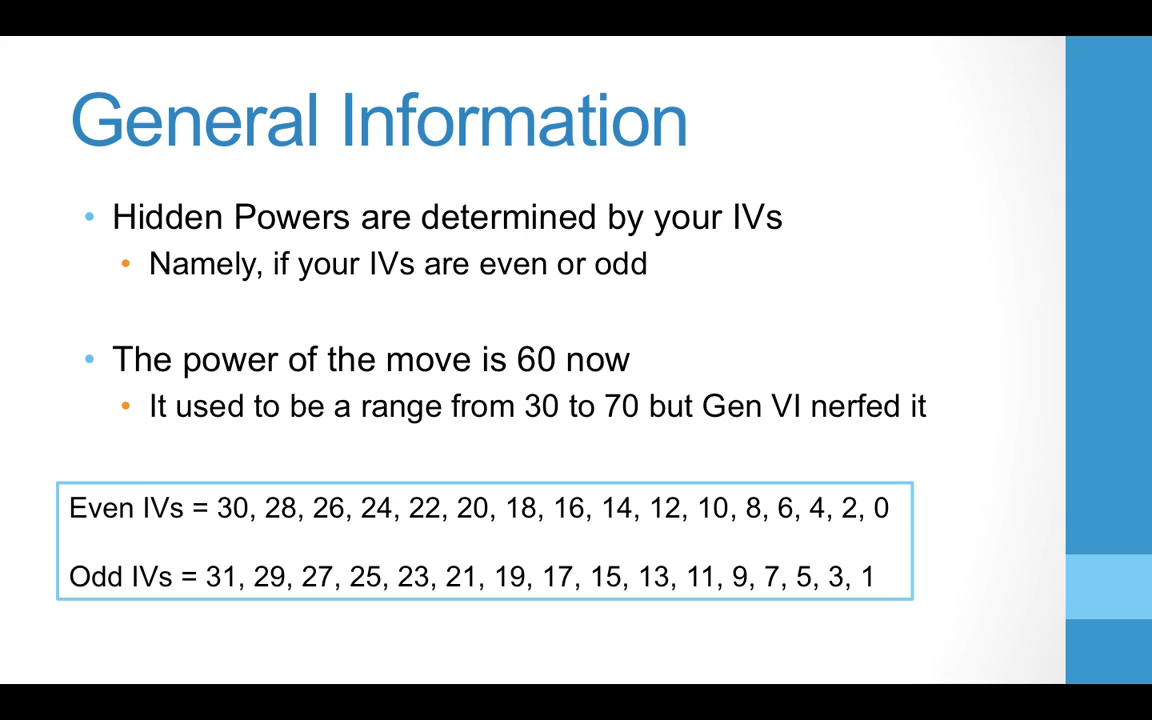 General Information
• Hidden Powers are determined by your IVs
• Namely, if your IVs are even or odd
• The power of the move is 60 now
• It used to be a range from 30 to 70 but Gen VI nerfed it
Even IVs = 30, 28, 26, 24, 22, 20, 18, 16, 14, 12, 10, 8, 6, 4, 2, 0
Odd IVs = 31, 29, 27, 25, 23, 21, 19, 17, 15, 13, 11, 9, 7, 5, 3, 1